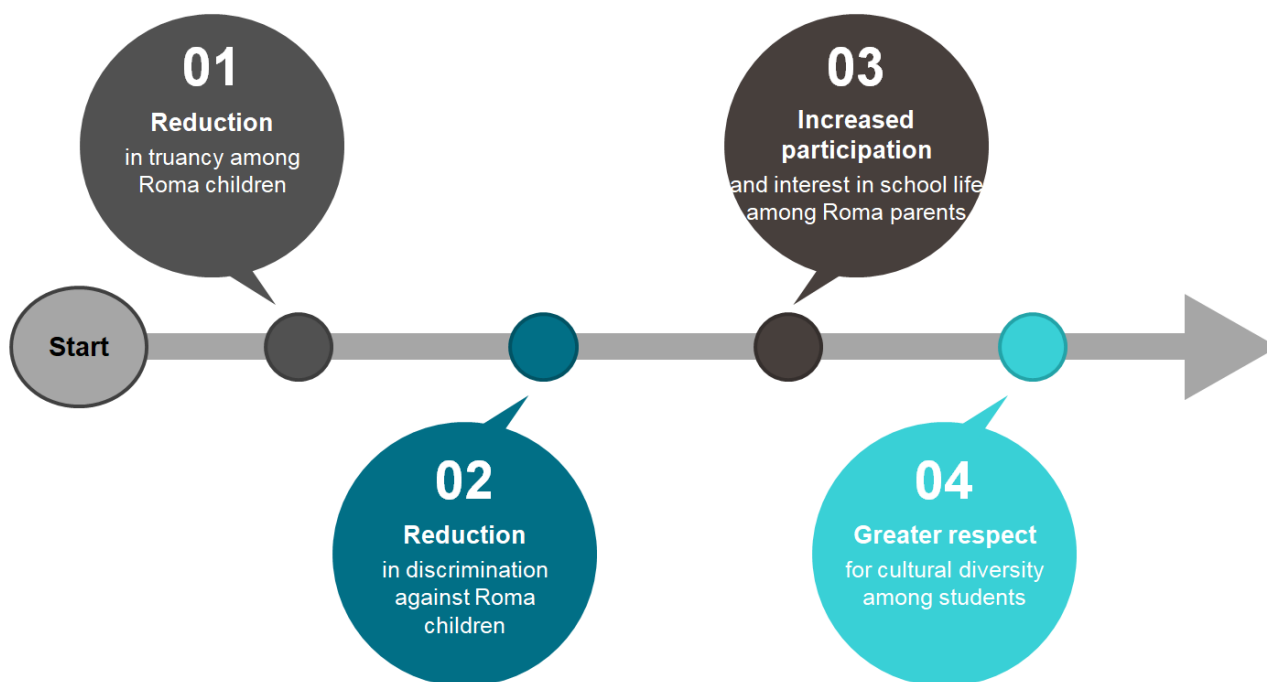 01
Reduction
in truancy among
Roma children
03
Increased
participation
and interest in school life
among Roma parents
Start
02
Reduction
in discrimination
against Roma
children
04
Greater respect
for cultural diversity
among students